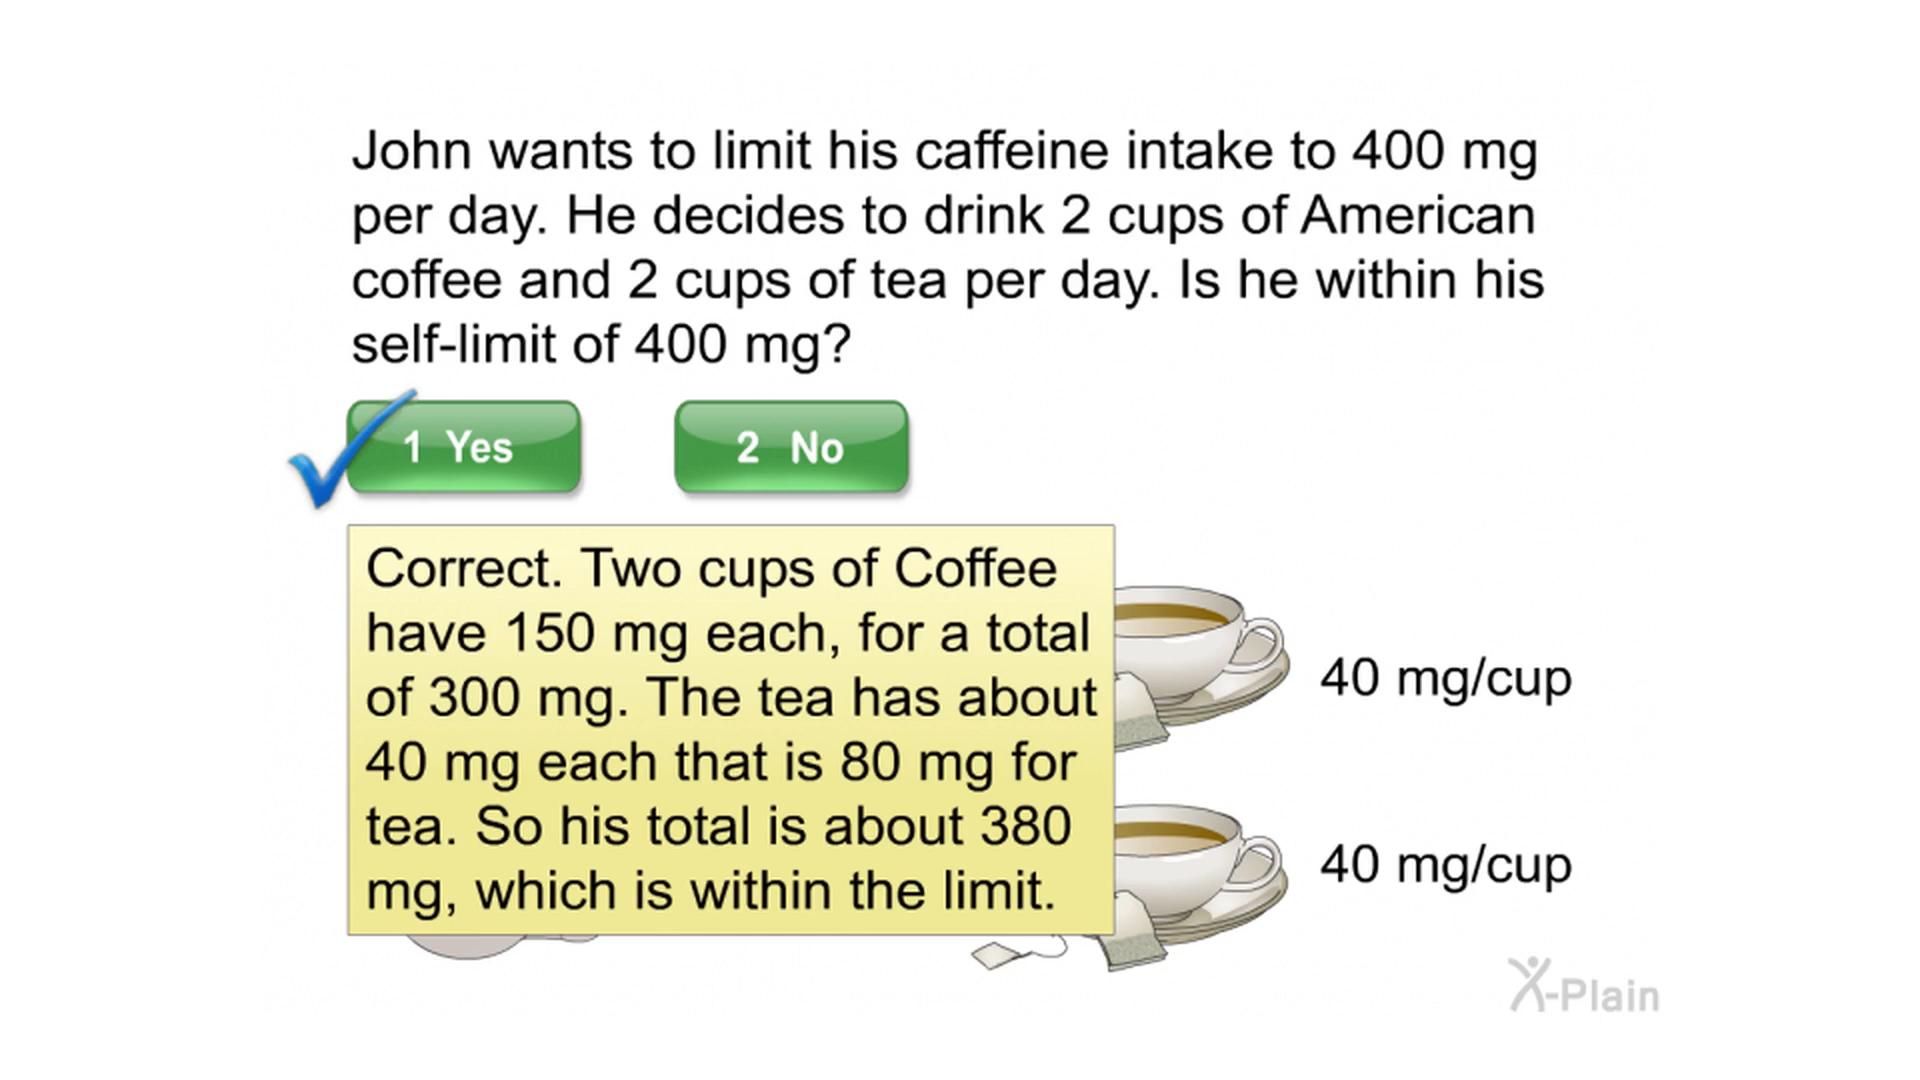 John wants to limit his caffeine intake to 400 mg
per day. He decides to drink 2 cups of American
coffee and 2 cups of tea per day. Is he within his
self-limit of 400 mg?
1 Yes
2 No
Correct. Two cups of Coffee
have 150 mg each, for a total
of 300 mg. The tea has about
40 mg each that is 80 mg for
tea. So his total is about 380
mg, which is within the limit.
40 mg/cup
40 mg/cup
X-Plain